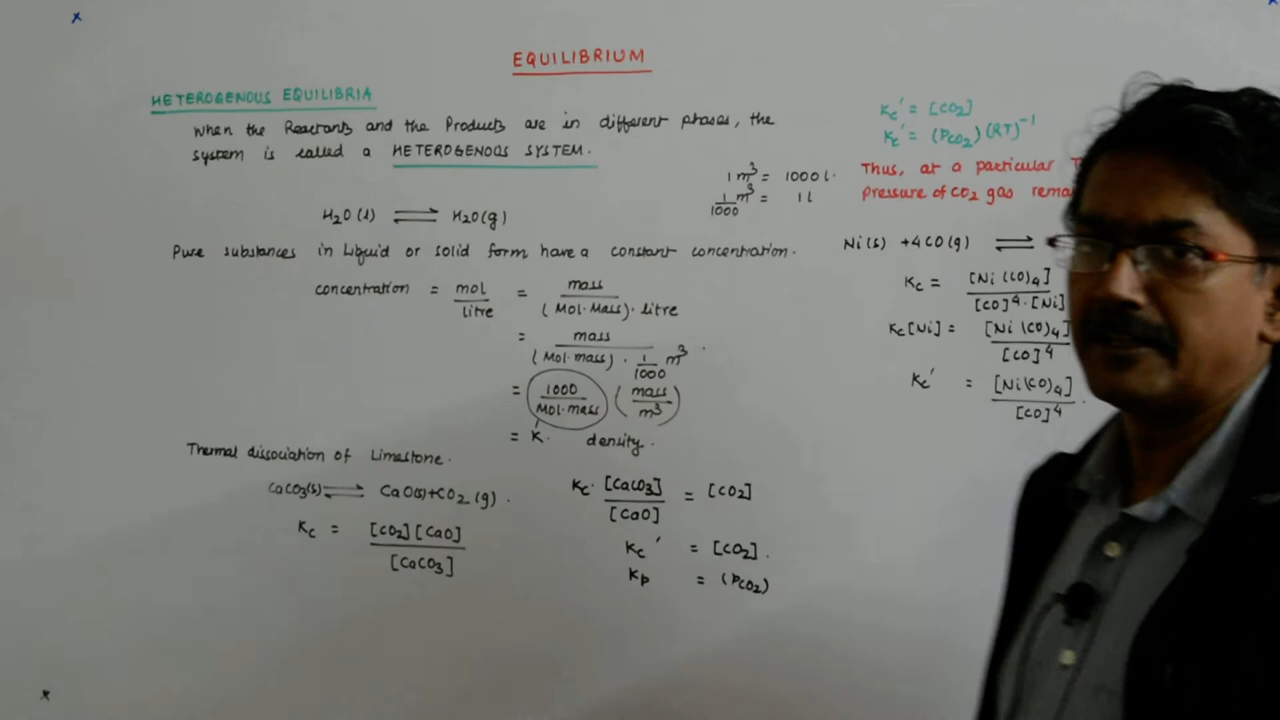 EQUILIBRIUM
HETEROGENOUS EQUILIBRIA
When the Reactants and the Products are in different phases, the
system is called a HETEROGENOUS SYSTEM.
1 m³ = 1000 l.
1/1000 m³ = 1 l
H₂O(l) ⇌ H₂O(g)
Pure substances in liquid or solid form have a constant concentration.
concentration = mol/litre = mass/(Mol. Mass). litre
= mass/(Mol. mass) . 1/1000 m³
= 1000/Mol. mass (mass/m³)
= K'. density.
Thermal dissociation of Limestone.
CaCO₃(s) ⇌ CaO(s) + CO₂(g).
Kc = [CO₂][CaO]/[CaCO₃]
Kc . [CaCO₃]/[CaO] = [CO₂]
Kc' = [CO₂].
Kp = (PCO₂)
Kc' = [CO₂]
Kc' = (PCO₂)(RT)⁻¹
Thus, at a particular
Pressure of CO₂ gas
Ni(s) + 4CO(g) ⇌
Kc = [Ni(CO)₄]/[CO]⁴.[Ni]
Kc[Ni] = [Ni(CO)₄]/[CO]⁴
Kc' = [Ni(CO)₄]/[CO]⁴.